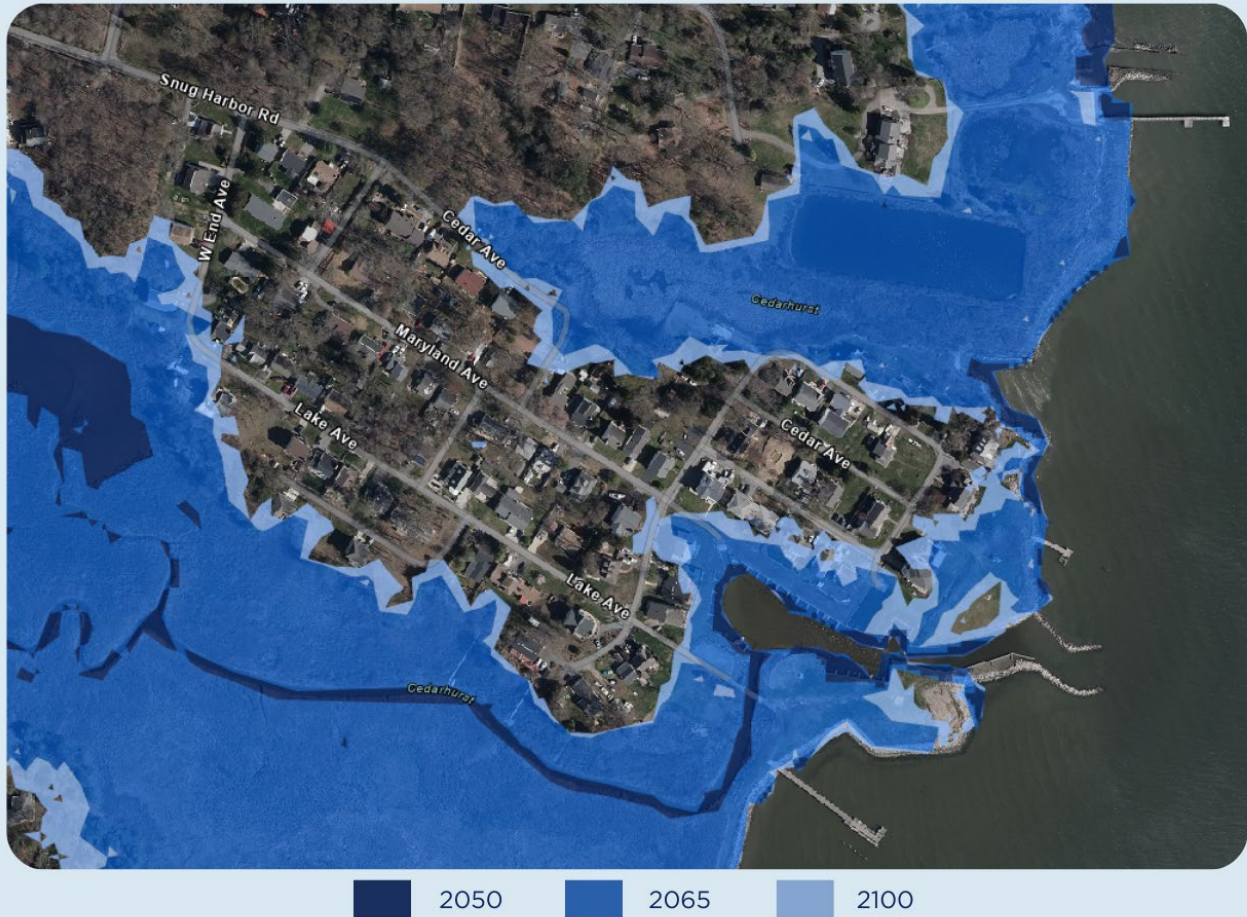 Snug Harbor Rd
W End Ave
Cedar Ave
Cedarhurst
Maryland Ave
Lake Ave
Cedar Ave
Lake Ave
Cedarhurst
2050
2065
2100